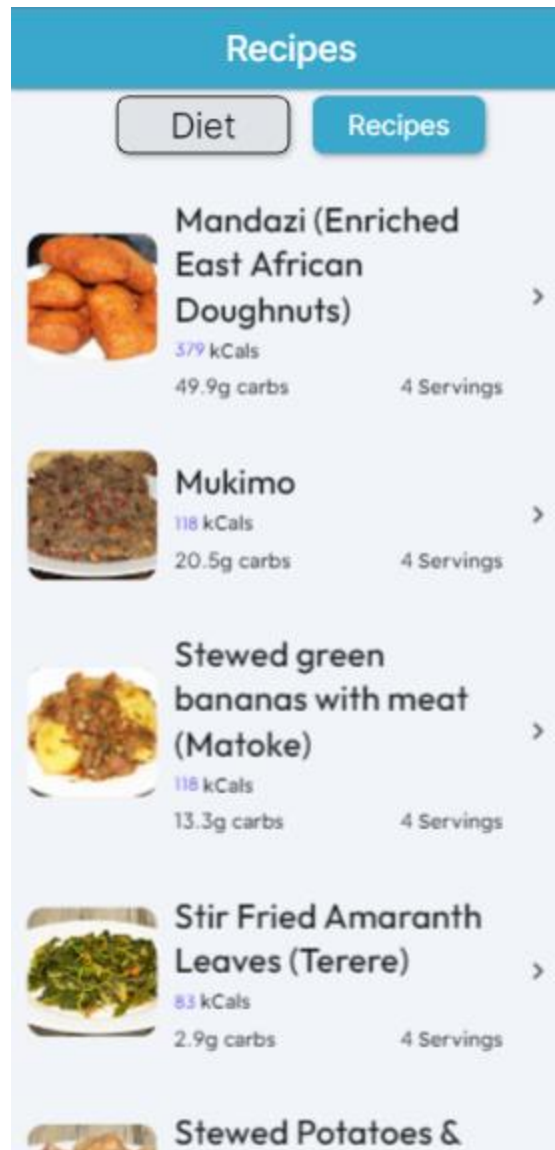 Recipes
Diet
Recipes
Mandazi (Enriched
East African
Doughnuts)
379 kCals
49.9g carbs
4 Servings
Mukimo
118 kCals
20.5g carbs
4 Servings
Stewed green
bananas with meat
(Matoke)
118 kCals
13.3g carbs
4 Servings
Stir Fried Amaranth
Leaves (Terere)
83 kCals
2.9g carbs
4 Servings
Stewed Potatoes &